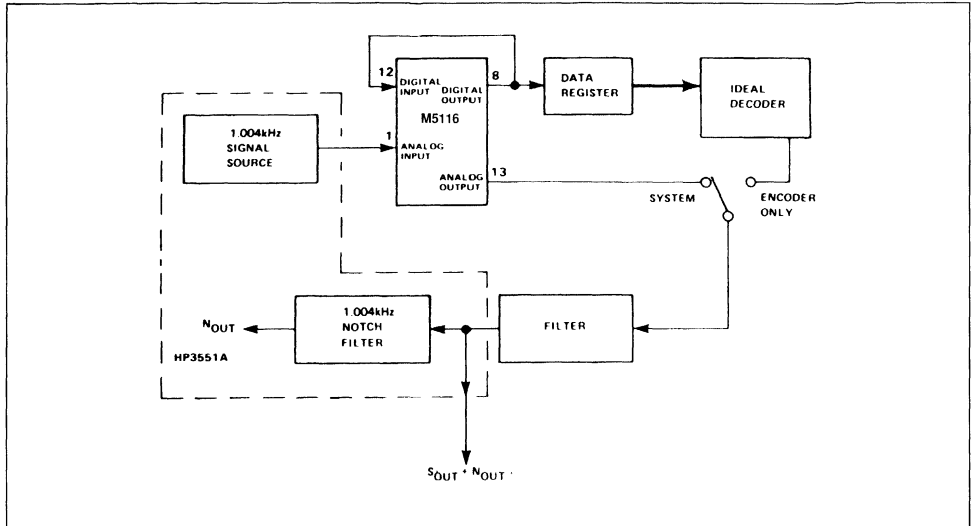 12
DIGITAL
INPUT
8
DIGITAL
OUTPUT
M5116
DATA
REGISTER
IDEAL
DECODER
1.004kHz
SIGNAL
SOURCE
1
ANALOG
INPUT
ANALOG
OUTPUT
13
SYSTEM
ENCODER
ONLY
NOUT
HP3551A
1.004kHz
NOTCH
FILTER
FILTER
SOUT + NOUT